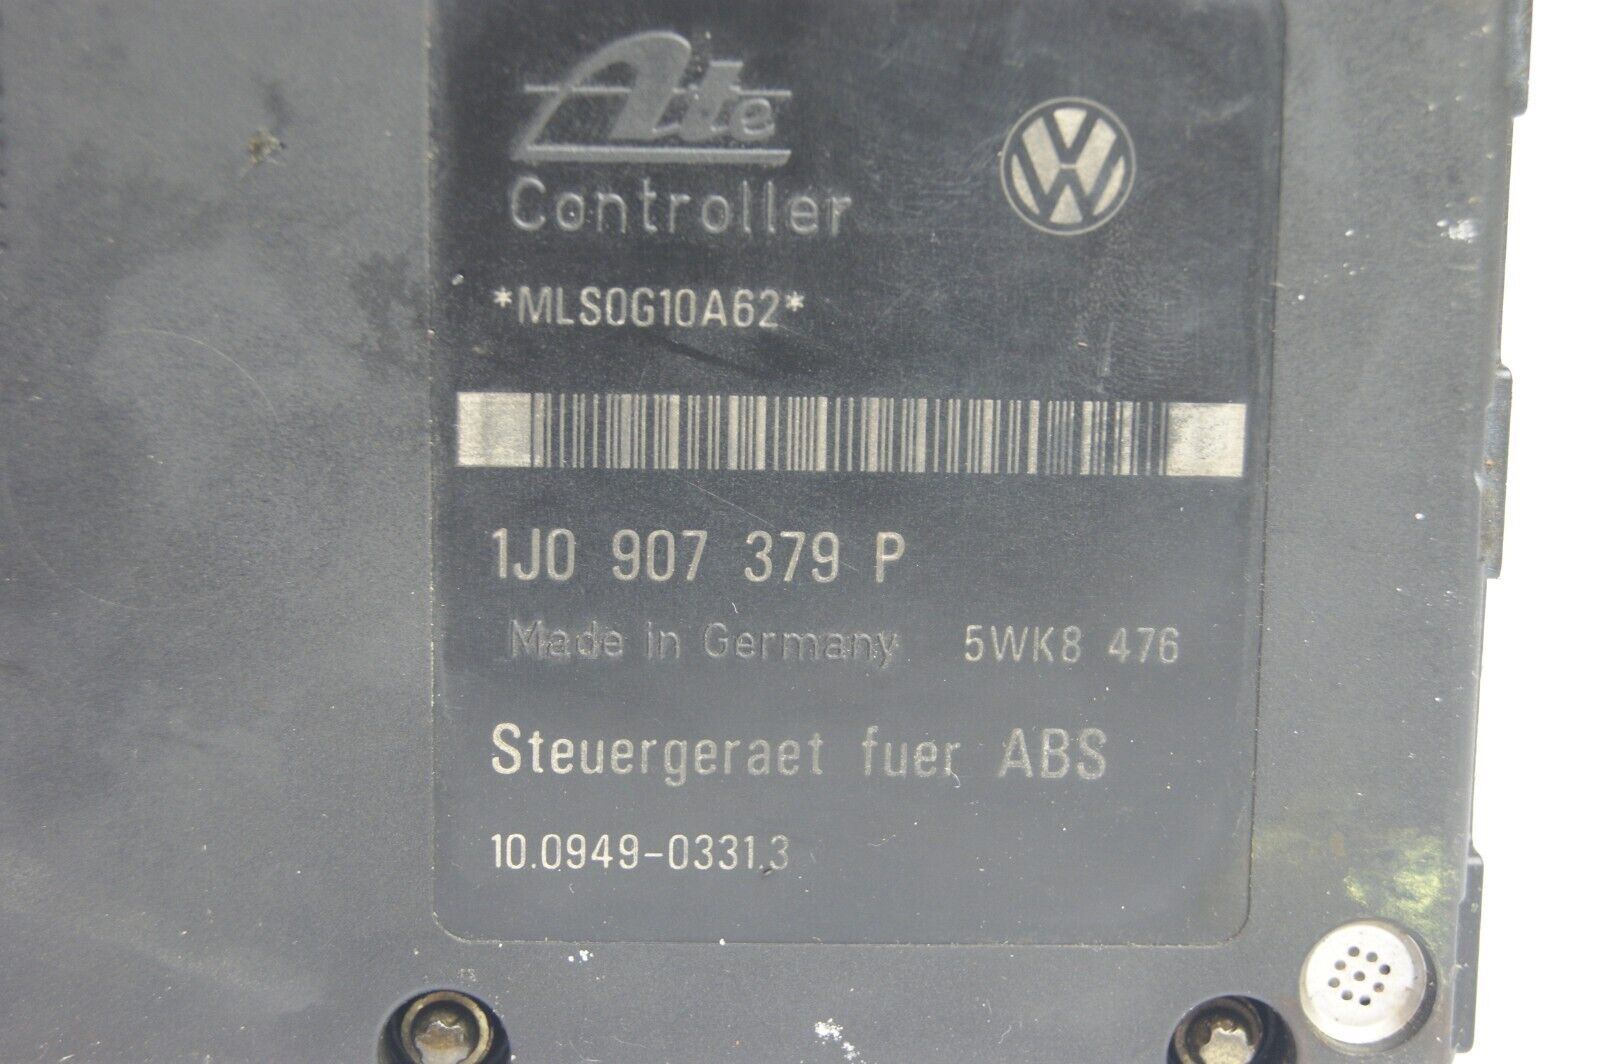 Ate
Controller
*MLS0G10A62*
1J0 907 379 P
Made in Germany 5WK8 476
Steuergeraet fuer ABS
10.0949-0331.3